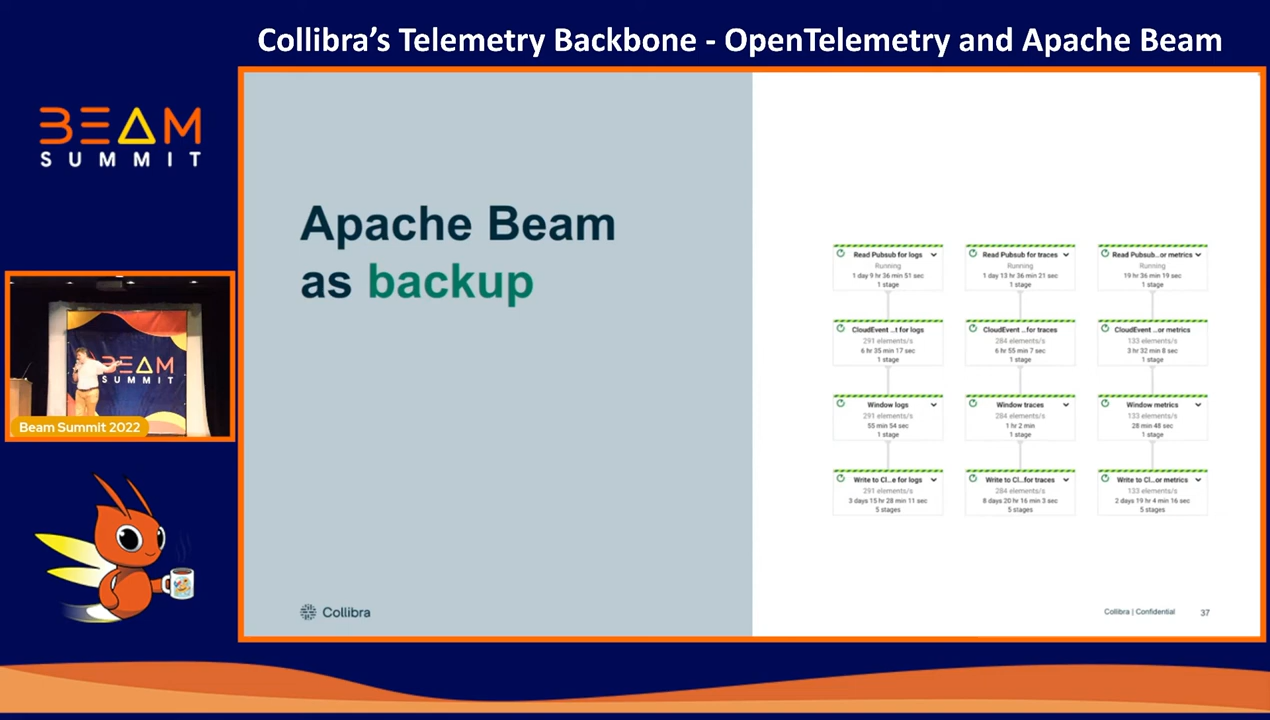 Collibra's Telemetry Backbone - OpenTelemetry and Apache Beam
BEAM
SUMMIT
Apache Beam
as backup
Read Pubsub for logs
Running
1 day 9 hr 36 min 51 sec
1 stage
CloudEvent ...t for logs
291 elements/s
6 hr 35 min 17 sec
1 stage
Window logs
291 elements/s
55 min 54 sec
1 stage
Write to Cl...e for logs
291 elements/s
3 days 15 hr 28 min 11 sec
5 stages
Read Pubsub for traces
Running
1 day 13 hr 36 min 21 sec
1 stage
CloudEvent ...for traces
284 elements/s
6 hr 55 min 7 sec
1 stage
Window traces
284 elements/s
1 hr 2 min
1 stage
Write to Cl...for traces
284 elements/s
8 days 20 hr 16 min 3 sec
5 stages
Read Pubsub...or metrics
Running
19 hr 36 min 19 sec
1 stage
CloudEvent ...or metrics
133 elements/s
3 hr 32 min 8 sec
1 stage
Window metrics
133 elements/s
28 min 48 sec
1 stage
Write to Cl...or metrics
133 elements/s
2 days 19 hr 4 min 16 sec
5 stages
BEAM
SUMMIT
Beam Summit 2022
Collibra
Collibra | Confidential
37